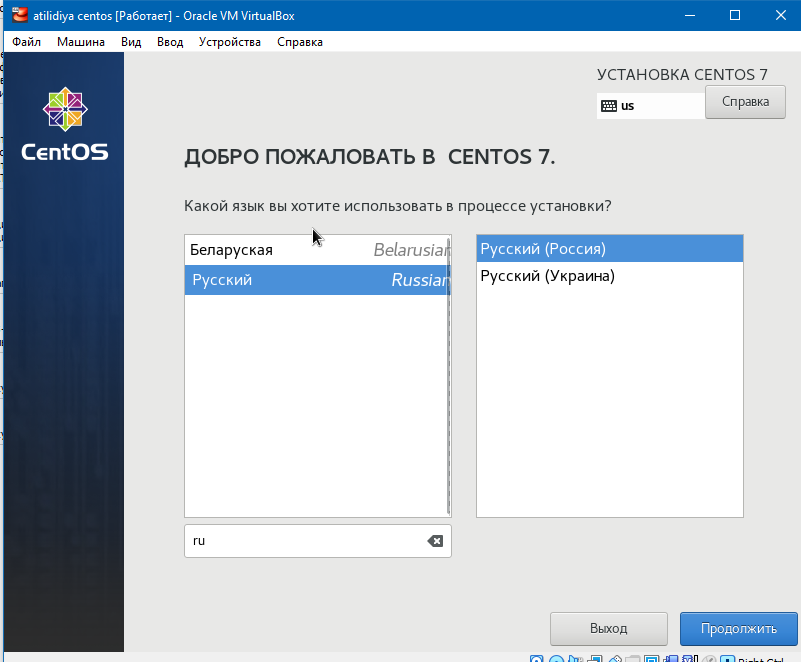 atilidiya centos [Работает] - Oracle VM VirtualBox
Файл Машина Вид Ввод Устройства Справка
УСТАНОВКА CENTOS 7
us Справка
CentOS
ДОБРО ПОЖАЛОВАТЬ В CENTOS 7.
Какой язык вы хотите использовать в процессе установки?
Беларуская Belarusian
Русский Russian
Русский (Россия)
Русский (Украина)
ru
Выход Продолжить
Right Ctrl